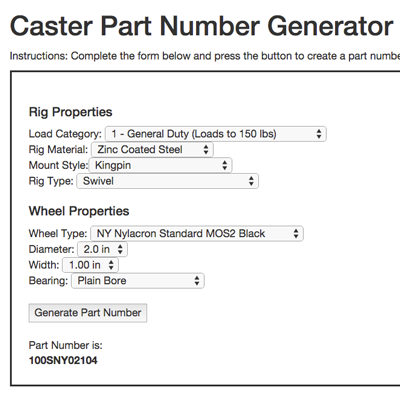 Caster Part Number Generator
Instructions: Complete the form below and press the button to create a part numbe
Rig Properties
Load Category: 1 - General Duty (Loads to 150 lbs)
Rig Material: Zinc Coated Steel
Mount Style: Kingpin
Rig Type: Swivel
Wheel Properties
Wheel Type: NY Nylacron Standard MOS2 Black
Diameter: 2.0 in
Width: 1.00 in
Bearing: Plain Bore
Generate Part Number
Part Number is:
100SNY02104